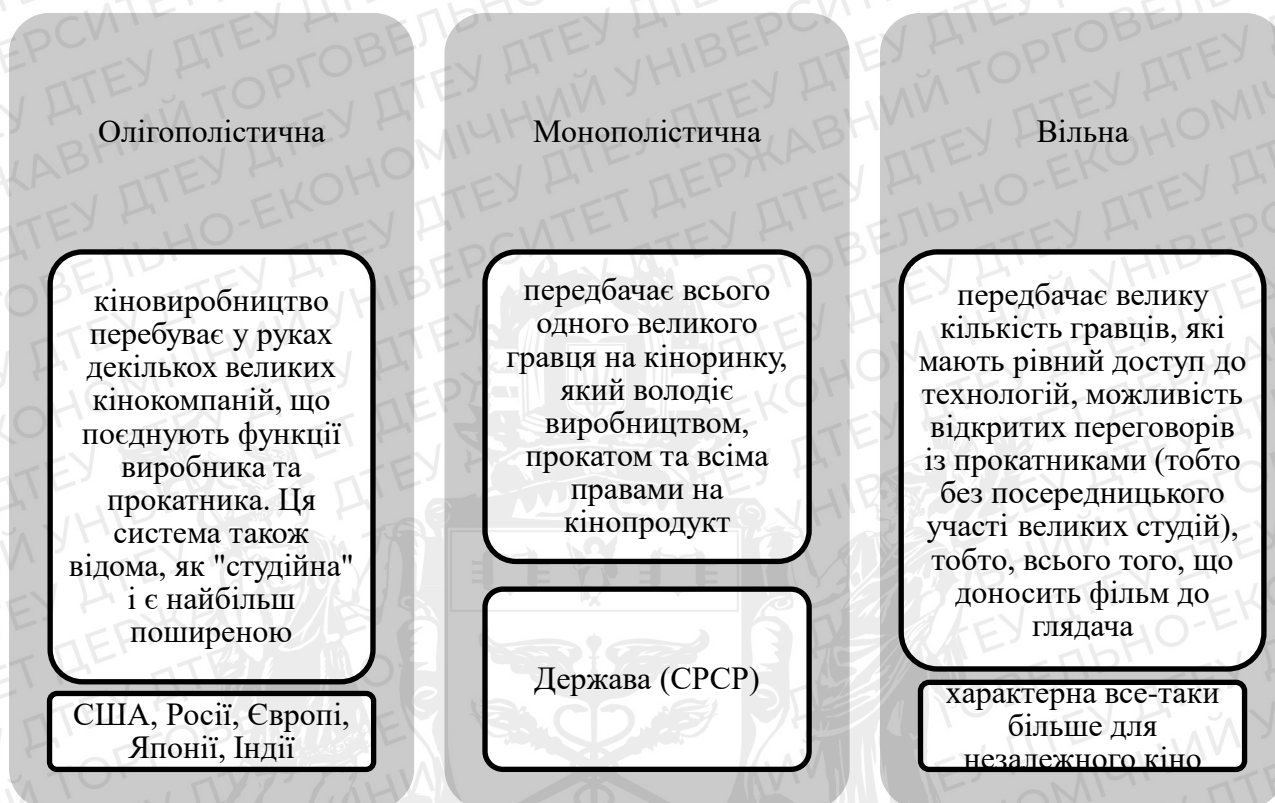 Олігополістична
кіновиробництво
перебуває у руках
декількох великих
кінокомпаній, що
поєднують функції
виробника та
прокатника. Ця
система також
відома, як "студійна"
і є найбільш
поширеною
США, Росії, Європі,
Японії, Індії
Монополістична
передбачає всього
одного великого
гравця на кіноринку,
який володіє
виробництвом,
прокатом та всіма
правами на
кінопродукт
Держава (СРСР)
Вільна
передбачає велику
кількість гравців, які
мають рівний доступ до
технологій, можливість
відкритих переговорів
із прокатниками (тобто
без посередницького
участі великих студій),
тобто, всього того, що
доносить фільм до
глядача
характерна все-таки
більше для
незалежного кіно